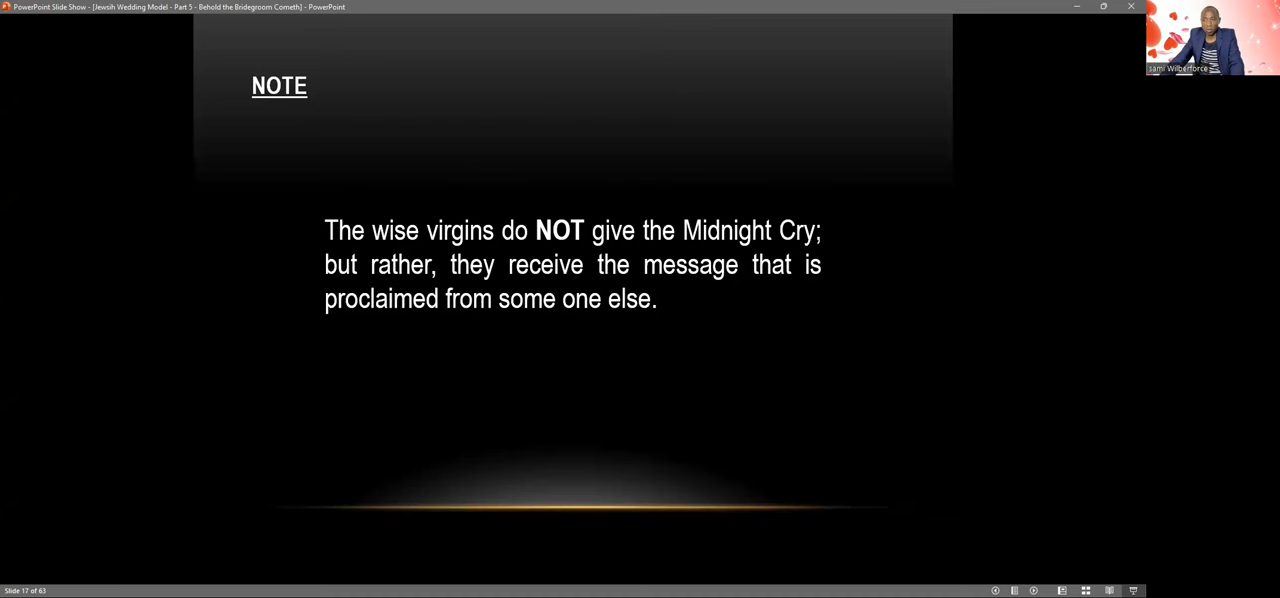 PowerPoint Slide Show - [Jewsih Wedding Model - Part 5 - Behold the Bridegroom Cometh] - PowerPoint
sami Wilberforce
NOTE
The wise virgins do NOT give the Midnight Cry;
but rather, they receive the message that is
proclaimed from some one else.
Slide 17 of 63